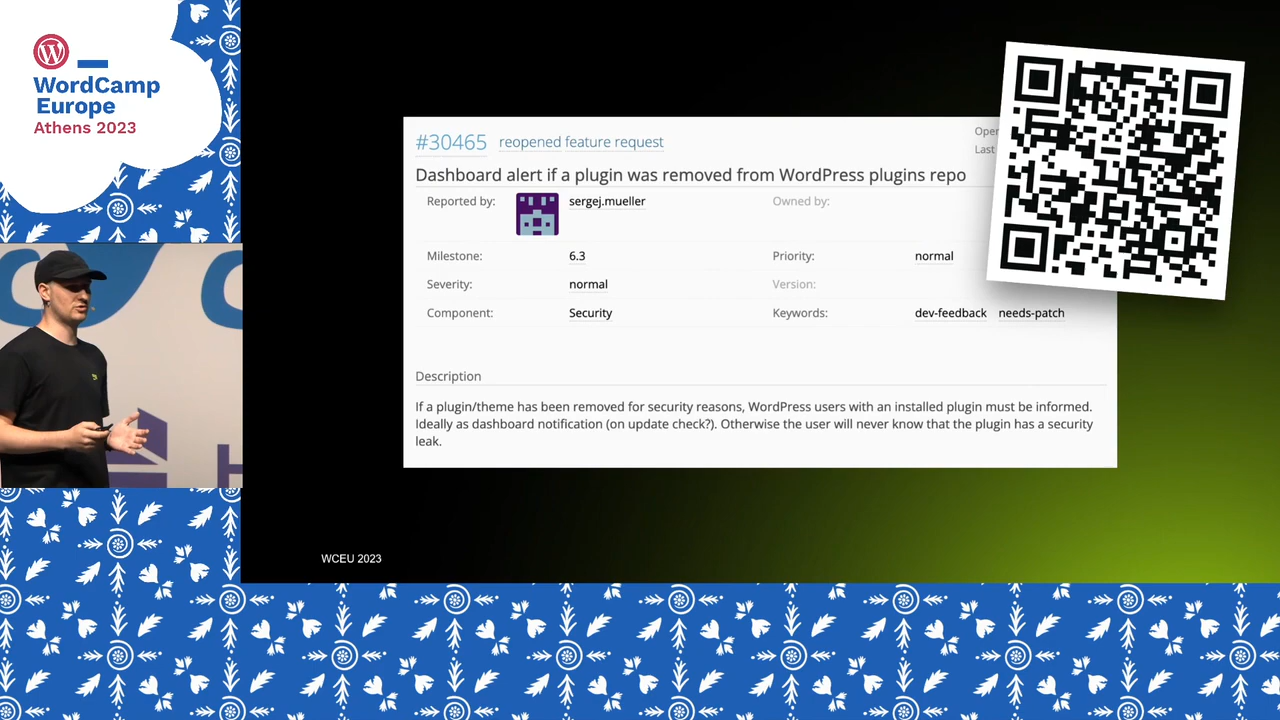 WordCamp
Europe
Athens 2023
#30465 reopened feature request
Last
Dashboard alert if a plugin was removed from WordPress plugins repo
Reported by: sergej.mueller Owned by:
Milestone: 6.3 Priority: normal
Severity: normal Version:
Component: Security Keywords: dev-feedback needs-patch
Description
If a plugin/theme has been removed for security reasons, WordPress users with an installed plugin must be informed.
Ideally as dashboard notification (on update check?). Otherwise the user will never know that the plugin has a security
leak.
WCEU 2023